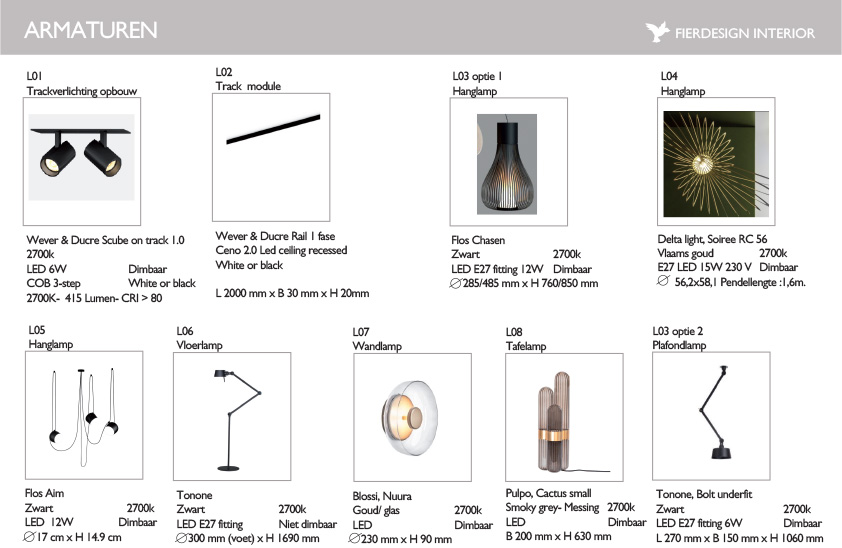 ARMATUREN
FIERDESIGN INTERIOR
L01
Trackverlichting opbouw
Wever & Ducre Scube on track 1.0
2700k
LED 6W Dimbaar
COB 3-step White or black
2700K- 415 Lumen- CRI > 80
L02
Track module
Wever & Ducre Rail 1 fase
Ceno 2.0 Led ceiling recessed
White or black
L 2000 mm x B 30 mm x H 20mm
L03 optie 1
Hanglamp
Flos Chasen
Zwart 2700k
LED E27 fitting 12W Dimbaar
∅285/485 mm x H 760/850 mm
L04
Hanglamp
Delta light, Soiree RC 56
Vlaams goud 2700k
E27 LED 15W 230 V Dimbaar
∅ 56,2x58,1 Pendellengte :1,6m.
L05
Hanglamp
Flos Aim
Zwart 2700k
LED 12W Dimbaar
∅17 cm x H 14.9 cm
L06
Vloerlamp
Tonone
Zwart 2700k
LED E27 fitting Niet dimbaar
∅300 mm (voet) x H 1690 mm
L07
Wandlamp
Blossi, Nuura
Goud/ glas 2700k
LED Dimbaar
∅230 mm x H 90 mm
L08
Tafelamp
Pulpo, Cactus small
Smoky grey- Messing 2700k
LED Dimbaar
B 200 mm x H 630 mm
L03 optie 2
Plafondlamp
Tonone, Bolt underfit
Zwart 2700k
LED E27 fitting 6W Dimbaar
L 270 mm x B 150 mm x H 1060 mm